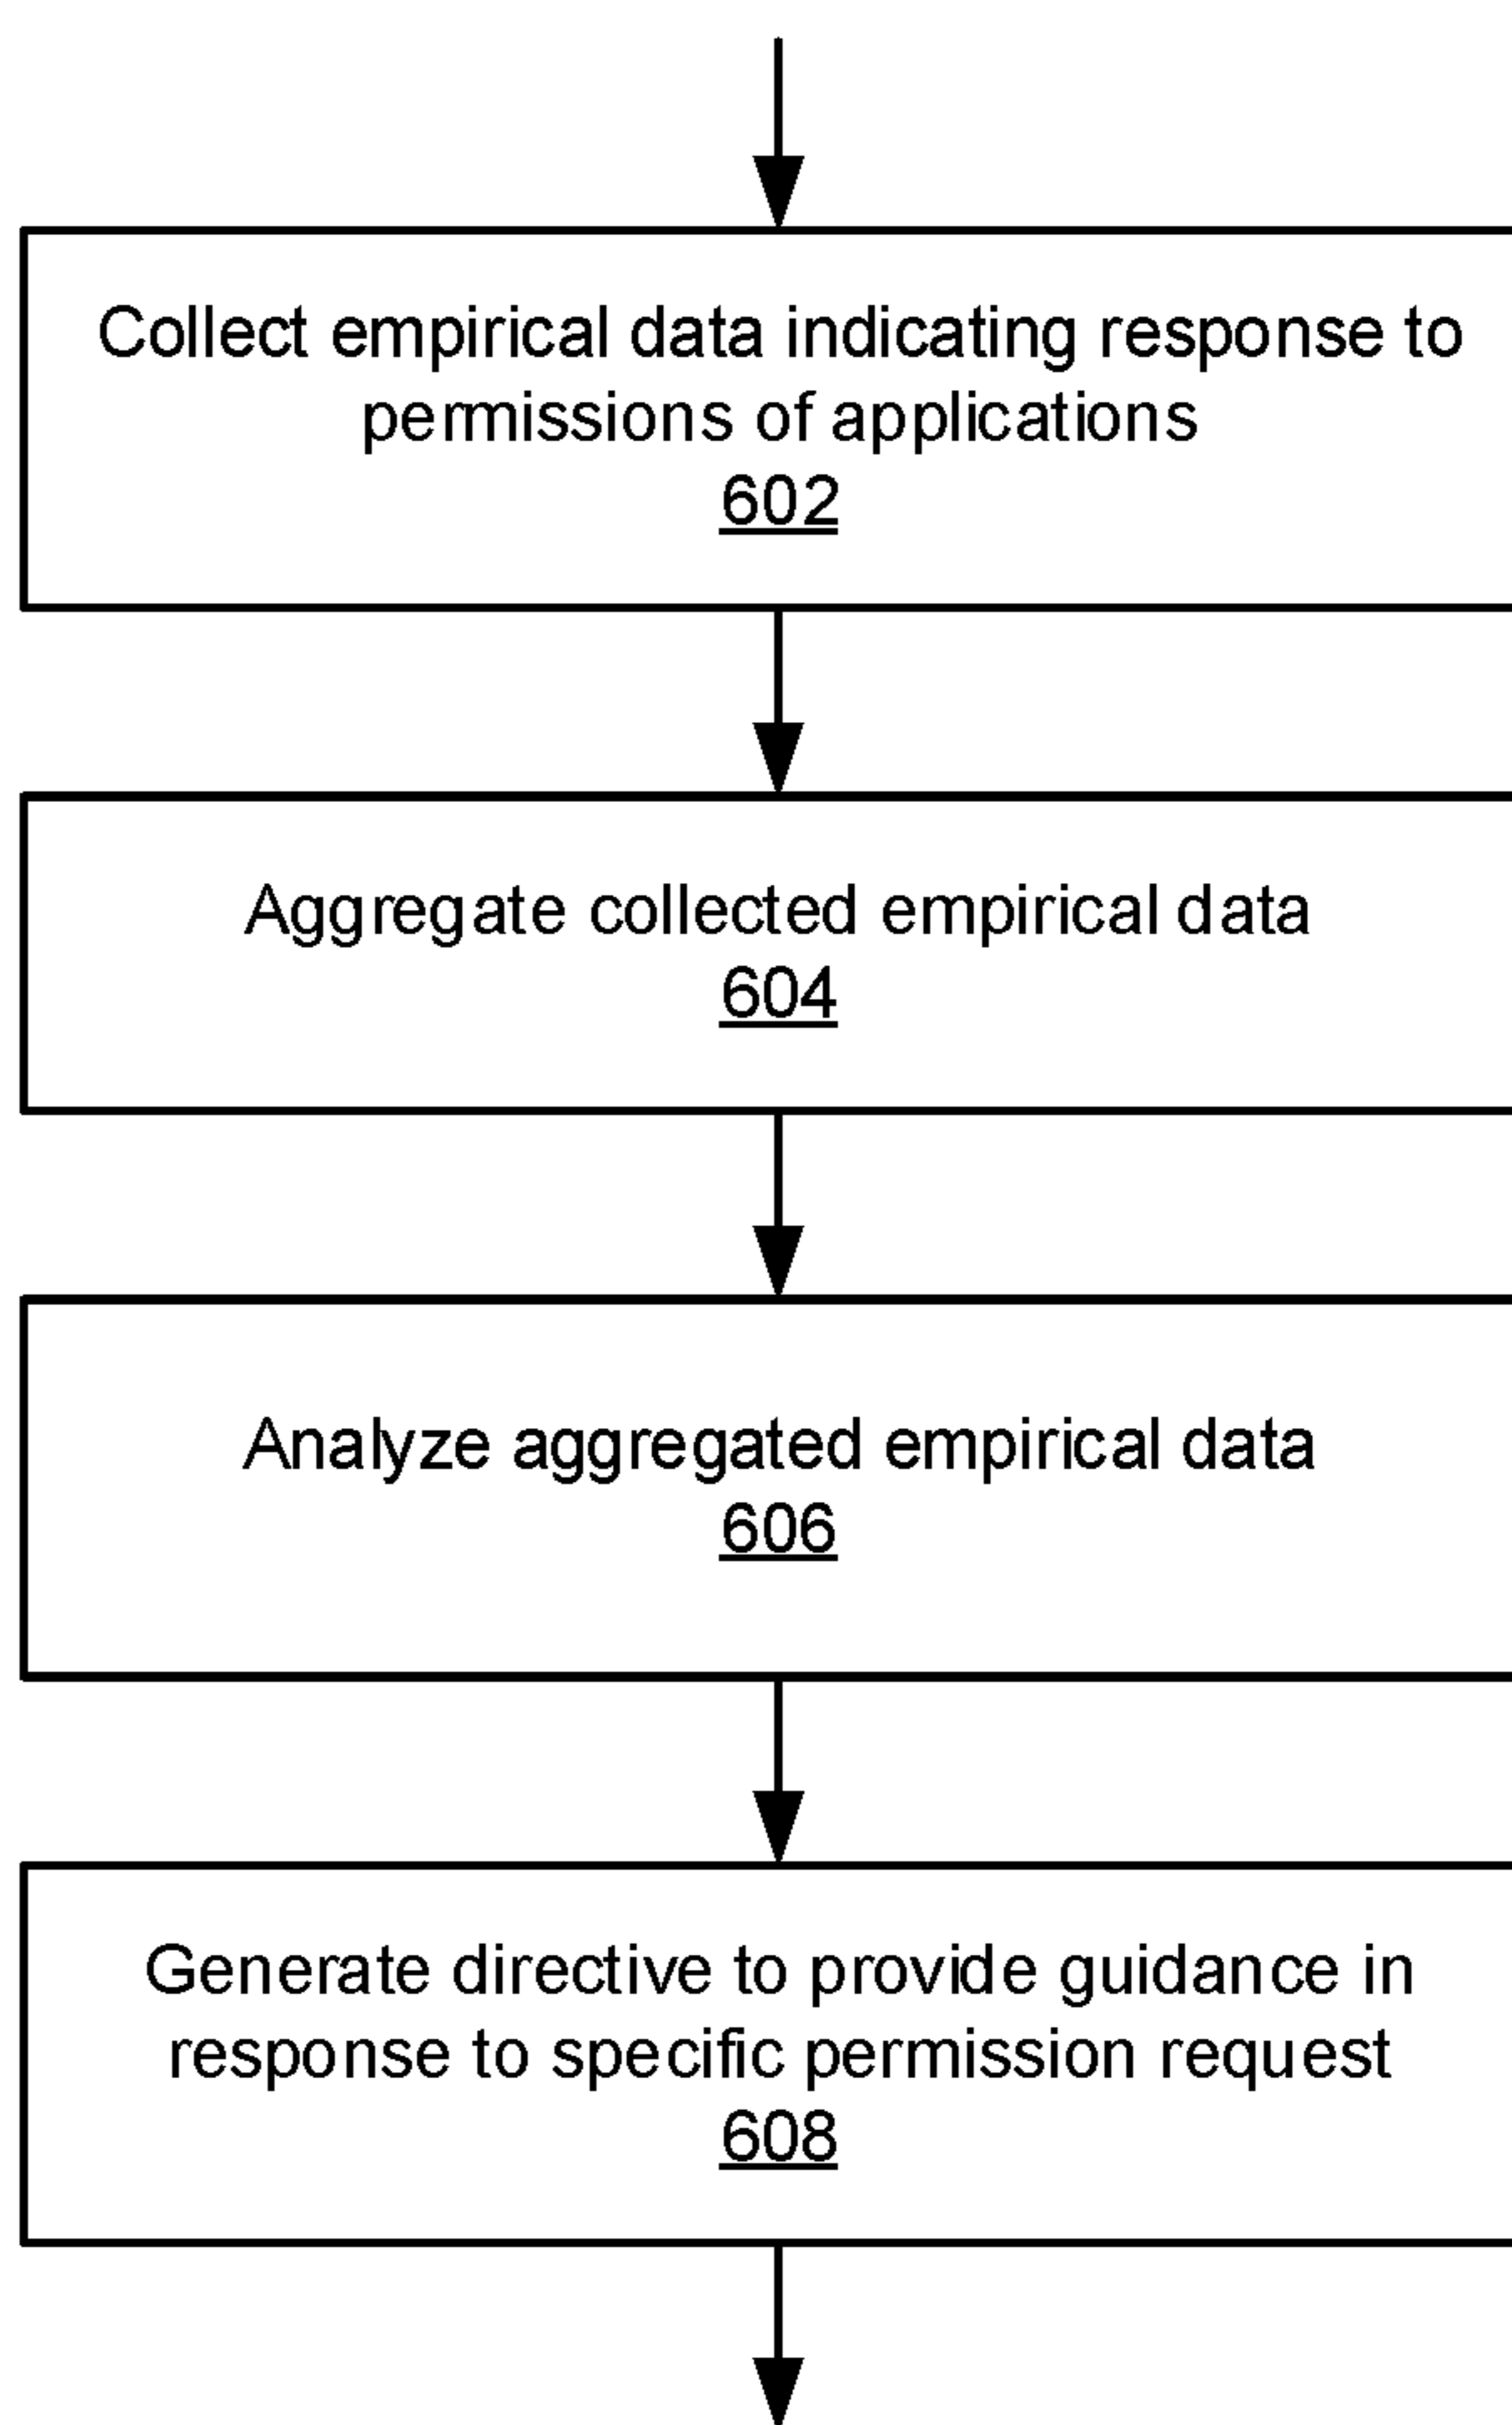 Collect empirical data indicating response to
permissions of applications
602
Aggregate collected empirical data
604
Analyze aggregated empirical data
606
Generate directive to provide guidance in
response to specific permission request
608